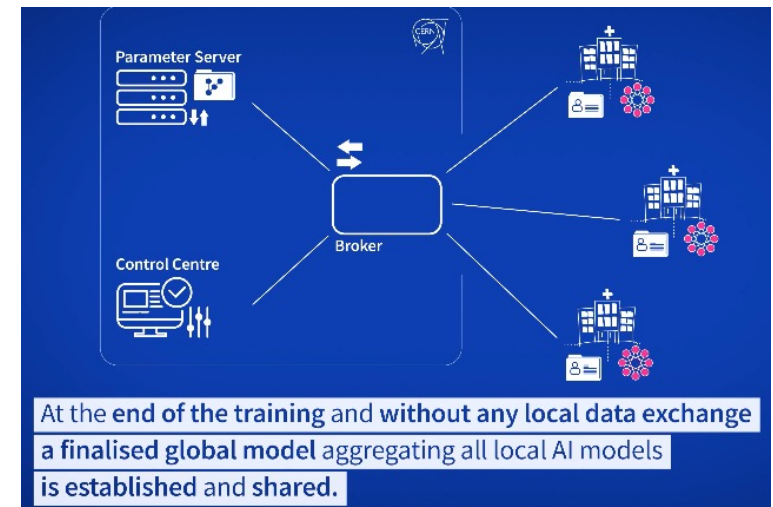 CERN
Parameter Server
Broker
Control Centre
At the end of the training and without any local data exchange
a finalised global model aggregating all local AI models
is established and shared.